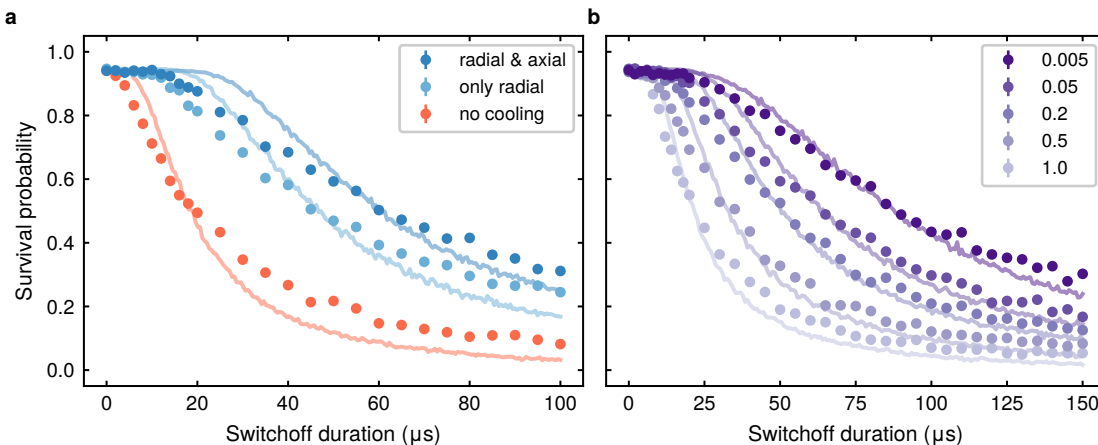 a
b
Survival probability
1.0
0.8
0.6
0.4
0.2
0.0
radial & axial
only radial
no cooling
0 20 40 60 80 100
Switchoff duration (µs)
0.005
0.05
0.2
0.5
1.0
0 25 50 75 100 125 150
Switchoff duration (µs)